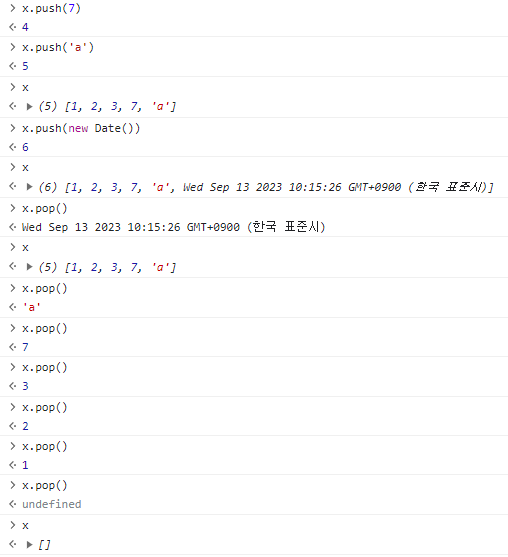 x.push(7)
4
x.push('a')
5
x
(5) [1, 2, 3, 7, 'a']
x.push(new Date())
6
x
(6) [1, 2, 3, 7, 'a', Wed Sep 13 2023 10:15:26 GMT+0900 (한국 표준시)]
x.pop()
Wed Sep 13 2023 10:15:26 GMT+0900 (한국 표준시)
x
(5) [1, 2, 3, 7, 'a']
x.pop()
'a'
x.pop()
7
x.pop()
3
x.pop()
2
x.pop()
1
x.pop()
undefined
x
[]